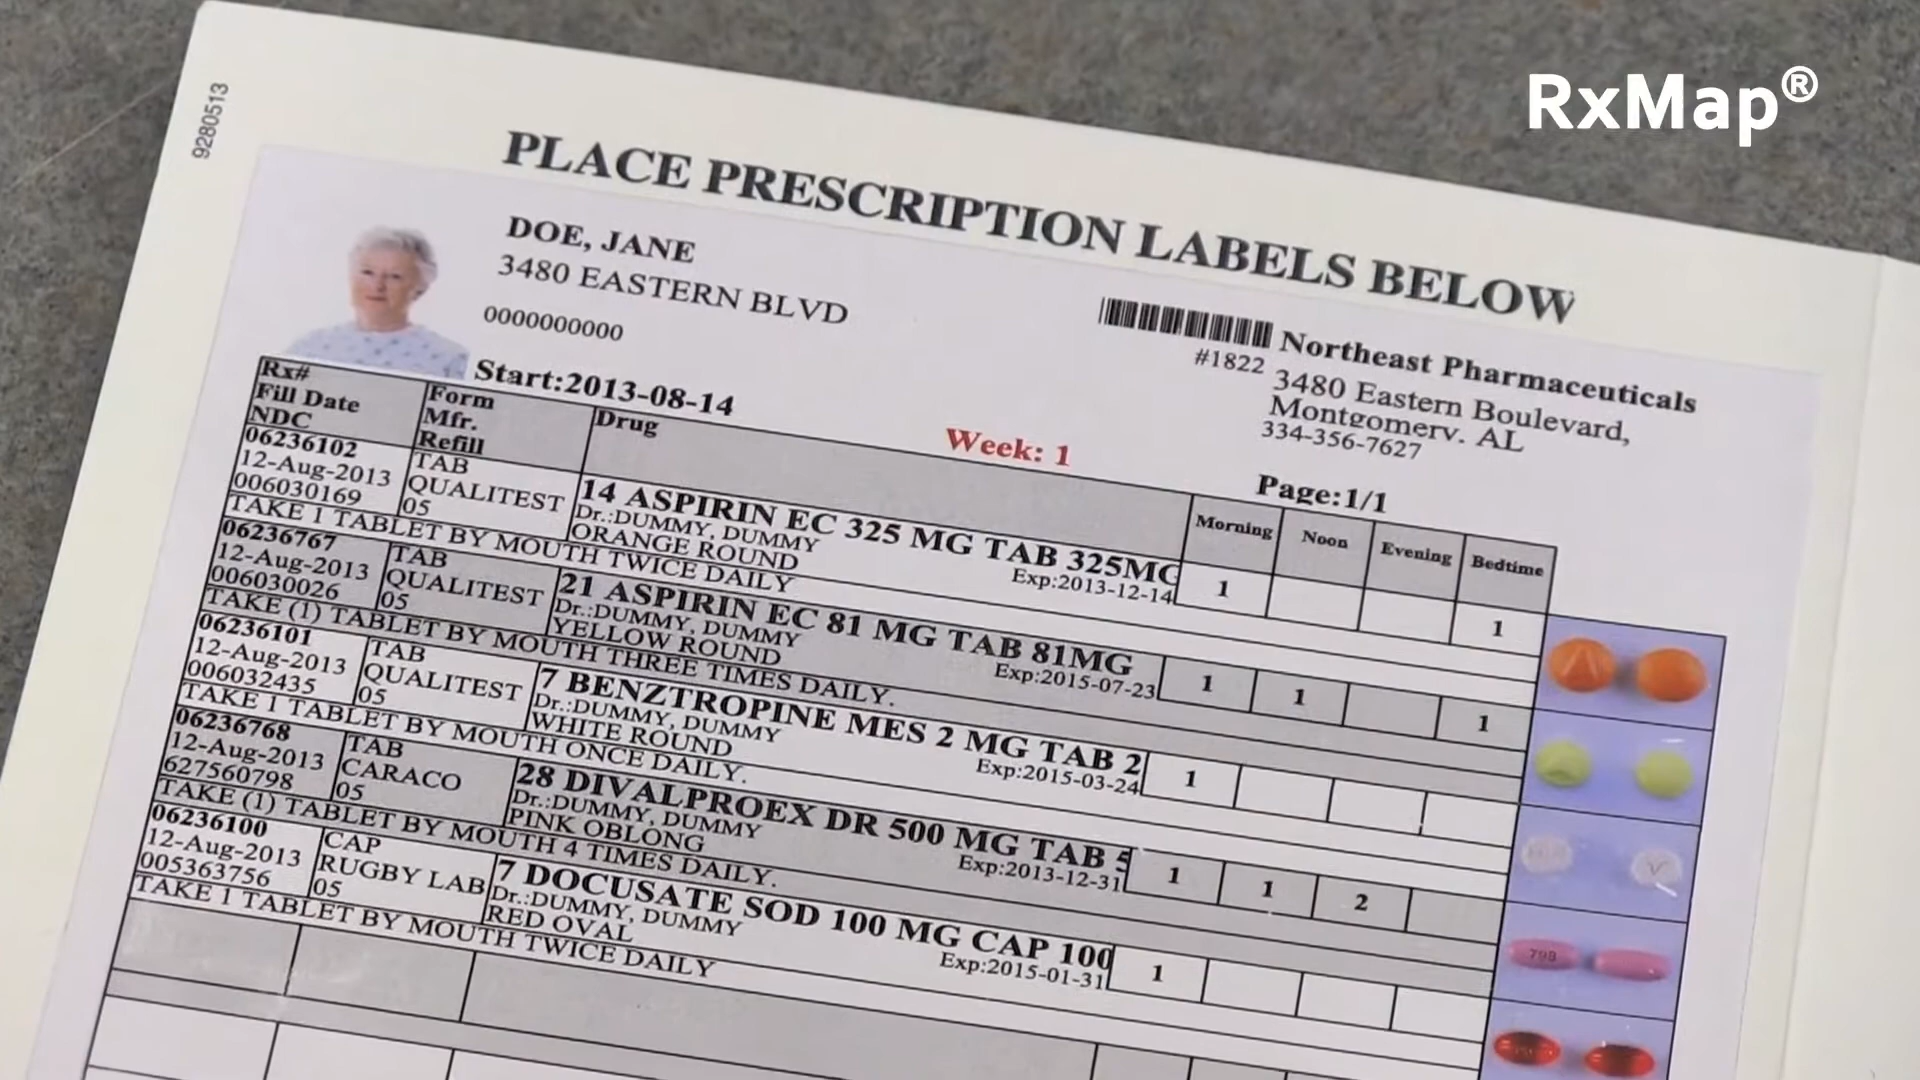 RxMap®
9280513
PLACE PRESCRIPTION LABELS BELOW
DOE, JANE
3480 EASTERN BLVD
0000000000
Start:2013-08-14
Week: 1
#1822
Northeast Pharmaceuticals
3480 Eastern Boulevard,
Montgomery, AL
334-356-7627
Page:1/1
Rx#
Fill Date
NDC
Form
Mfr.
Refill
Drug
Morning Noon Evening Bedtime
06236102
12-Aug-2013
006030169
TAB
QUALITEST
05
14 ASPIRIN EC 325 MG TAB 325MG
Dr.:DUMMY, DUMMY
ORANGE ROUND
Exp:2013-12-14
1 1
TAKE 1 TABLET BY MOUTH TWICE DAILY
06236767
12-Aug-2013
006030026
TAB
QUALITEST
05
21 ASPIRIN EC 81 MG TAB 81MG
Dr.:DUMMY, DUMMY
YELLOW ROUND
Exp:2015-07-23
1 1 1
TAKE (1) TABLET BY MOUTH THREE TIMES DAILY.
06236101
12-Aug-2013
006032435
TAB
QUALITEST
05
7 BENZTROPINE MES 2 MG TAB 2
Dr.:DUMMY, DUMMY
WHITE ROUND
Exp:2015-03-24
1
TAKE 1 TABLET BY MOUTH ONCE DAILY.
06236768
12-Aug-2013
627560798
TAB
CARACO
05
28 DIVALPROEX DR 500 MG TAB 5
Dr.:DUMMY, DUMMY
PINK OBLONG
Exp:2013-12-31
1 1 2
TAKE (1) TABLET BY MOUTH 4 TIMES DAILY.
06236100
12-Aug-2013
005363756
CAP
RUGBY LAB
05
7 DOCUSATE SOD 100 MG CAP 100
Dr.:DUMMY, DUMMY
RED OVAL
Exp:2015-01-31
1
TAKE 1 TABLET BY MOUTH TWICE DAILY
V
798